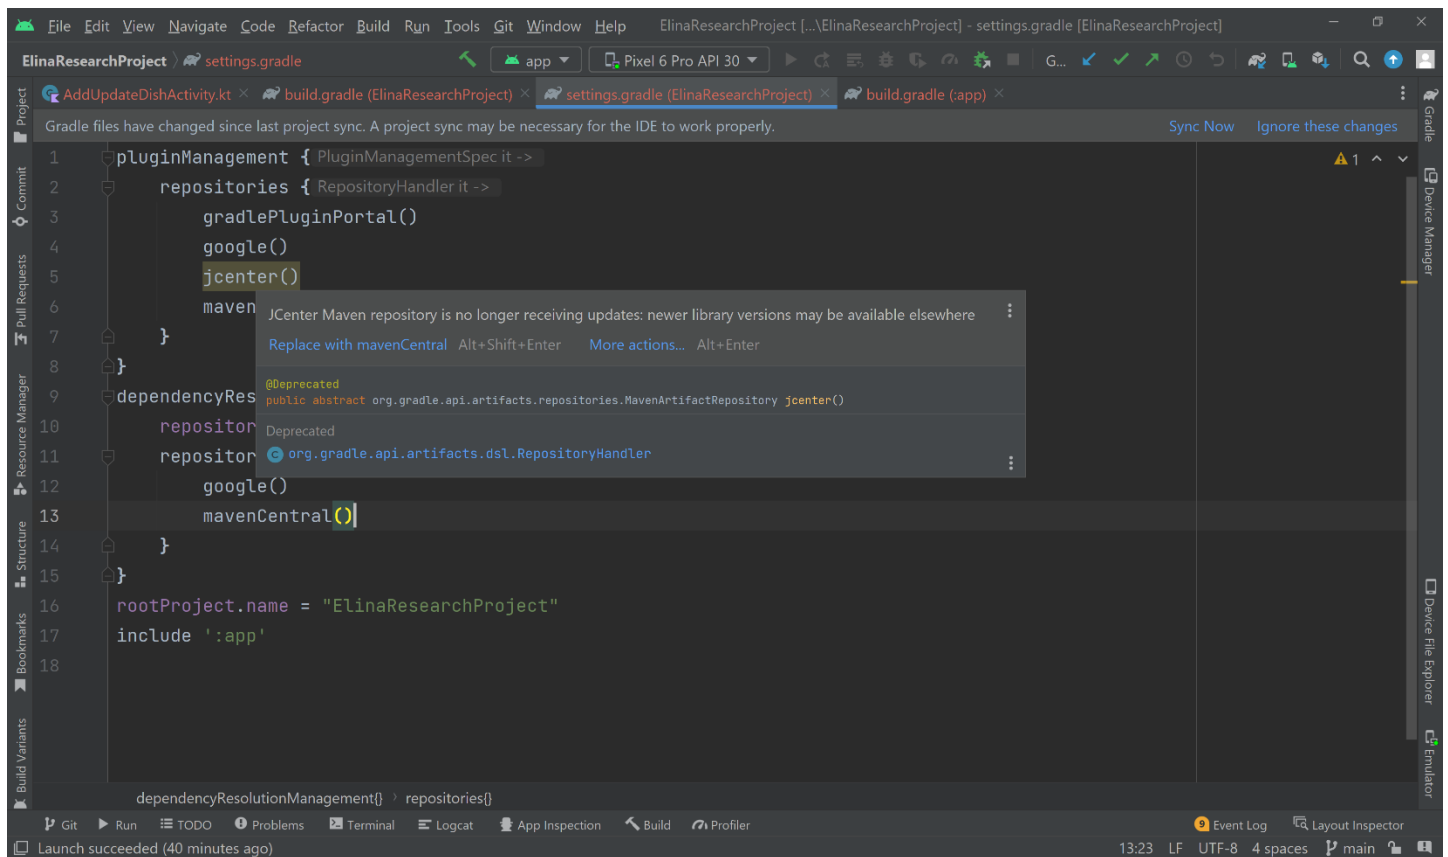 File Edit View Navigate Code Refactor Build Run Tools Git Window Help ElinaResearchProject [...\ElinaResearchProject] - settings.gradle [ElinaResearchProject]
ElinaResearchProject settings.gradle app Pixel 6 Pro API 30 G...
AddUpdateDishActivity.kt build.gradle (ElinaResearchProject) settings.gradle (ElinaResearchProject) build.gradle (:app)
Gradle files have changed since last project sync. A project sync may be necessary for the IDE to work properly. Sync Now Ignore these changes
1 pluginManagement { PluginManagementSpec it -> 1
2 repositories { RepositoryHandler it ->
3 gradlePluginPortal()
4 google()
5 jcenter()
6 maven
7 }
8 }
9 dependencyRes
10 repositor
11 repositor
12 google()
13 mavenCentral()
14 }
15 }
16 rootProject.name = "ElinaResearchProject"
17 include ':app'
18
JCenter Maven repository is no longer receiving updates: newer library versions may be available elsewhere
Replace with mavenCentral Alt+Shift+Enter More actions... Alt+Enter
@Deprecated
public abstract org.gradle.api.artifacts.repositories.MavenArtifactRepository jcenter()
Deprecated
C org.gradle.api.artifacts.dsl.RepositoryHandler
Project
Commit
Pull Requests
Resource Manager
Structure
Bookmarks
Build Variants
Gradle
Device Manager
Device File Explorer
Emulator
dependencyResolutionManagement{} repositories{}
Git Run TODO Problems Terminal Logcat App Inspection Build Profiler 9 Event Log Layout Inspector
Launch succeeded (40 minutes ago) 13:23 LF UTF-8 4 spaces main